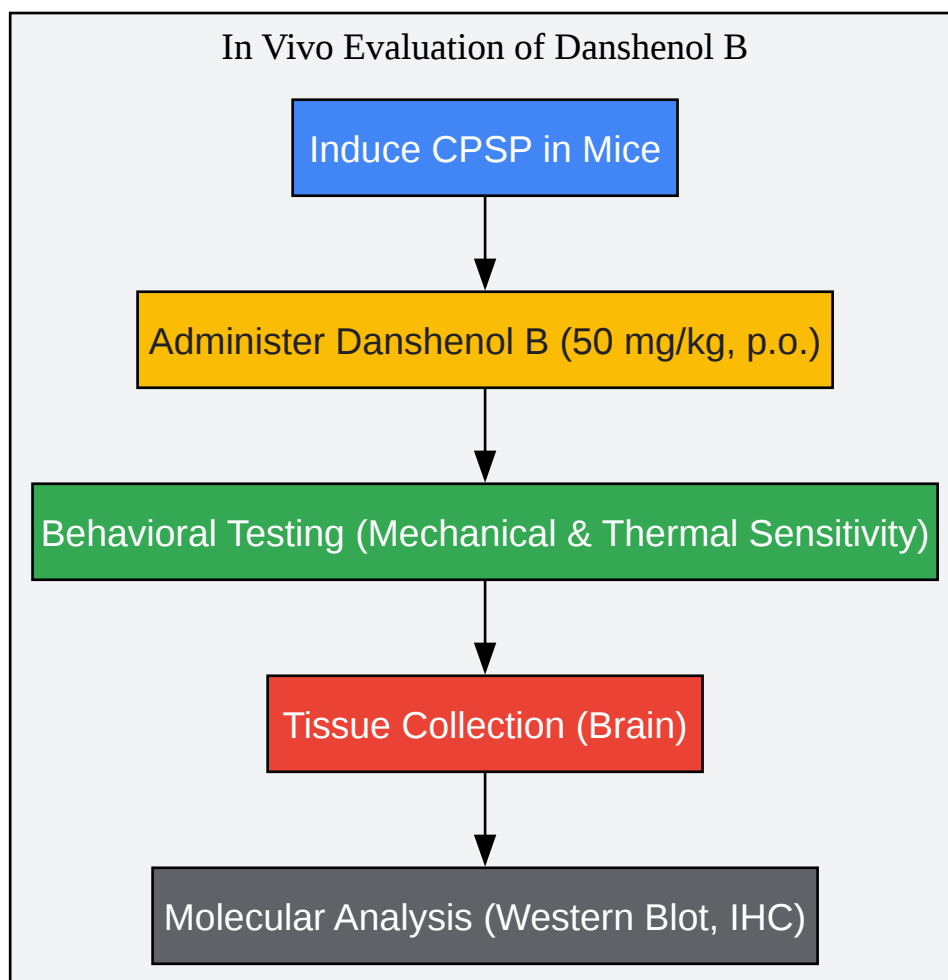 In Vivo Evaluation of Danshenol B
Induce CPSP in Mice
Administer Danshenol B (50 mg/kg, p.o.)
Behavioral Testing (Mechanical & Thermal Sensitivity)
Tissue Collection (Brain)
Molecular Analysis (Western Blot, IHC)